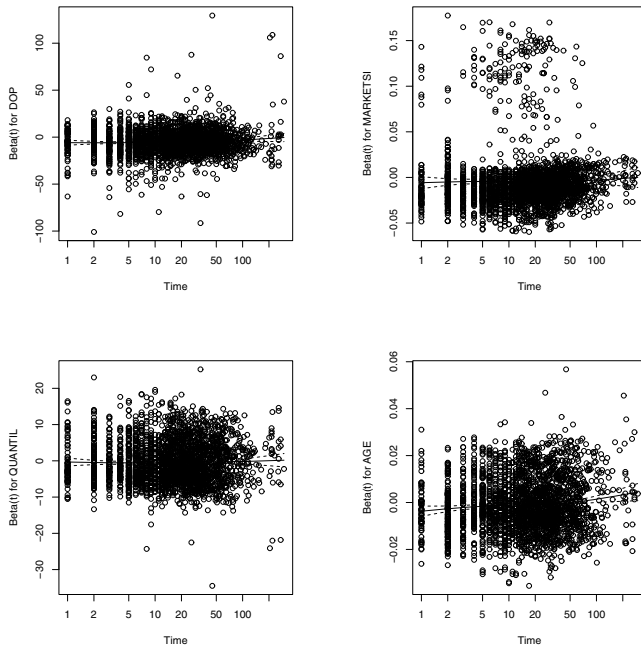 100
50
0
−50
−100
Beta(t) for DOP
1 2 5 10 20 50 100
Time
0.15
0.10
0.05
0.00
−0.05
Beta(t) for MARKETSI
1 2 5 10 20 50 100
Time
20
10
0
−10
−20
−30
Beta(t) for QUANTIL
1 2 5 10 20 50 100
Time
0.06
0.04
0.02
0.00
−0.02
Beta(t) for AGE
1 2 5 10 20 50 100
Time